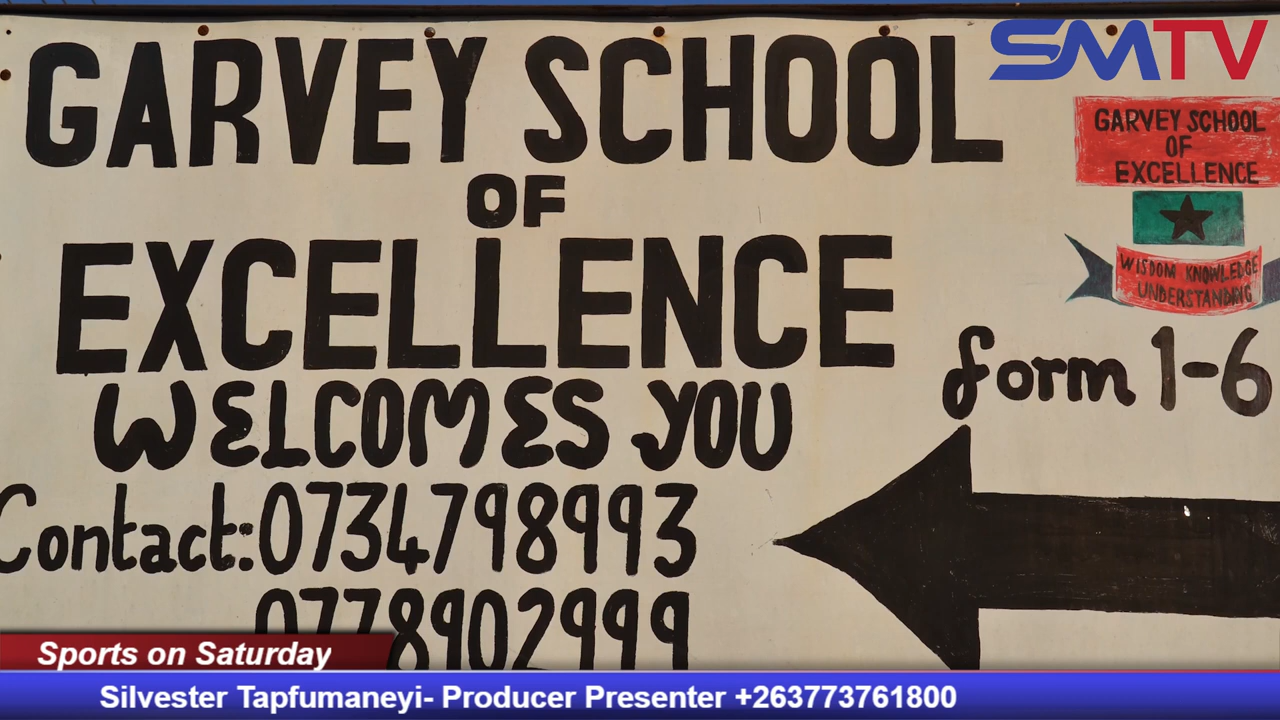 SMTV
GARVEY SCHOOL
OF
EXCELLENCE
WELCOMES YOU
Contact:0734798993
0778902999
GARVEY SCHOOL
OF
EXCELLENCE
WISDOM KNOWLEDGE
UNDERSTANDING
form 1-6
Sports on Saturday
Silvester Tapfumaneyi- Producer Presenter +263773761800